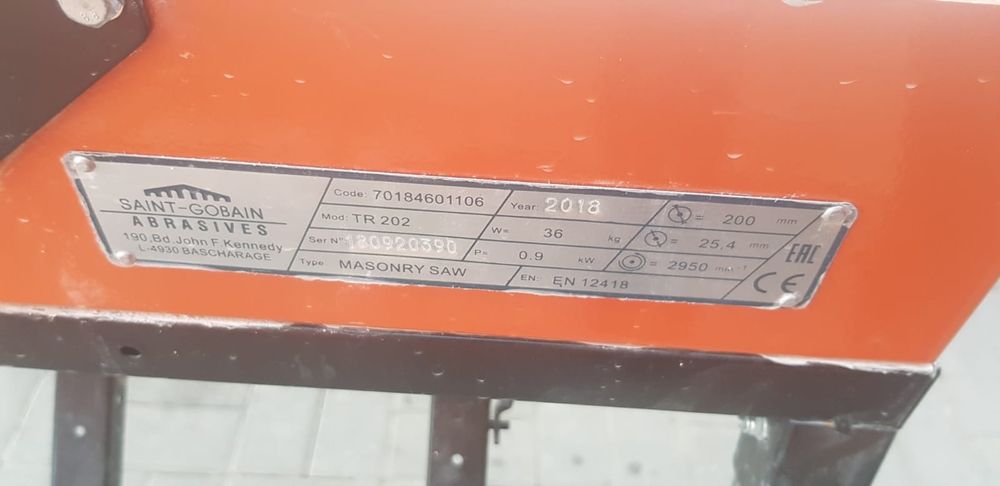 SAINT-GOBAIN
ABRASIVES
190,Bd.John F.Kennedy
L-4930 BASCHARAGE
Code: 70184601106
Mod: TR 202
Ser N° 180920390
Type MASONRY SAW
Year: 2018
W= 36 kg
P= 0.9 kW
EN: EN 12418
= 200 mm
= 25,4 mm
= 2950 min⁻¹
EAC
CE